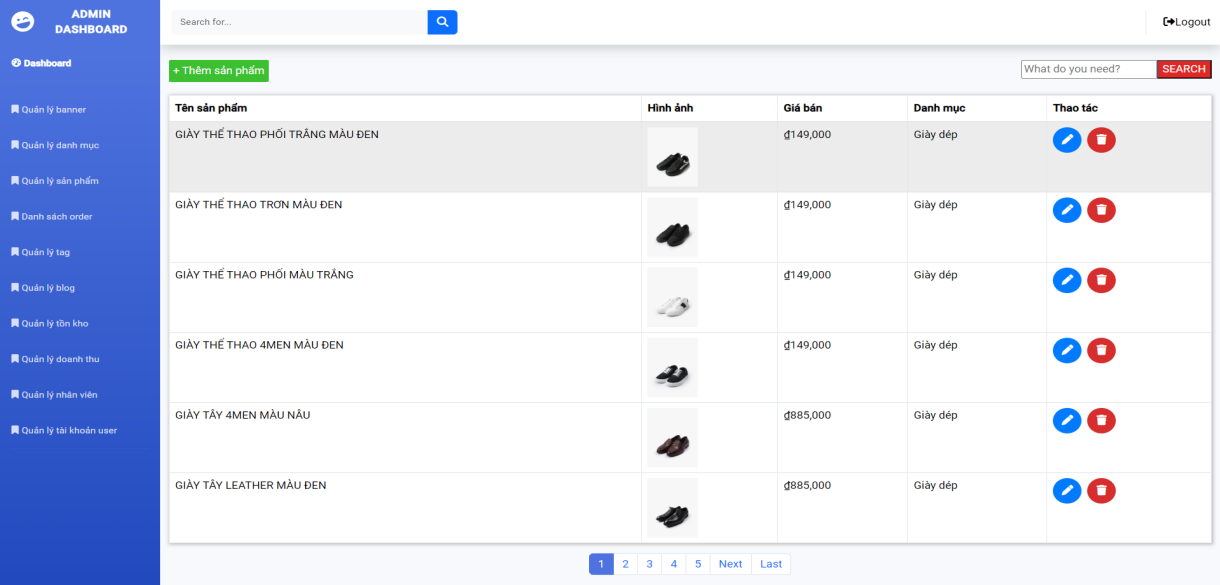 ADMIN
DASHBOARD
Search for...
Logout
Dashboard
Quản lý banner
Quản lý danh mục
Quản lý sản phẩm
Danh sách order
Quản lý tag
Quản lý blog
Quản lý tồn kho
Quản lý doanh thu
Quản lý nhân viên
Quản lý tài khoản user
+ Thêm sản phẩm
What do you need? SEARCH
Tên sản phẩm Hình ảnh Giá bán Danh mục Thao tác
GIÀY THỂ THAO PHỐI TRẮNG MÀU ĐEN ₫149,000 Giày dép
GIÀY THỂ THAO TRƠN MÀU ĐEN ₫149,000 Giày dép
GIÀY THỂ THAO PHỐI MÀU TRẮNG ₫149,000 Giày dép
GIÀY THỂ THAO 4MEN MÀU ĐEN ₫149,000 Giày dép
GIÀY TÂY 4MEN MÀU NÂU ₫885,000 Giày dép
GIÀY TÂY LEATHER MÀU ĐEN ₫885,000 Giày dép
1 2 3 4 5 Next Last